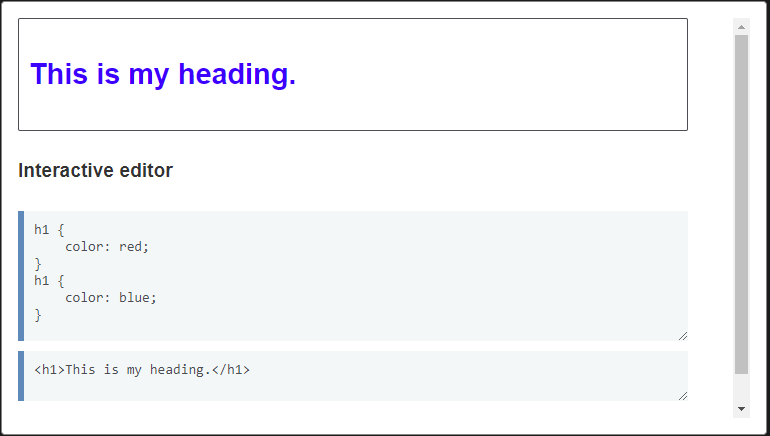 This is my heading.
Interactive editor
h1 {
    color: red;
}
h1 {
    color: blue;
}
<h1>This is my heading.</h1>